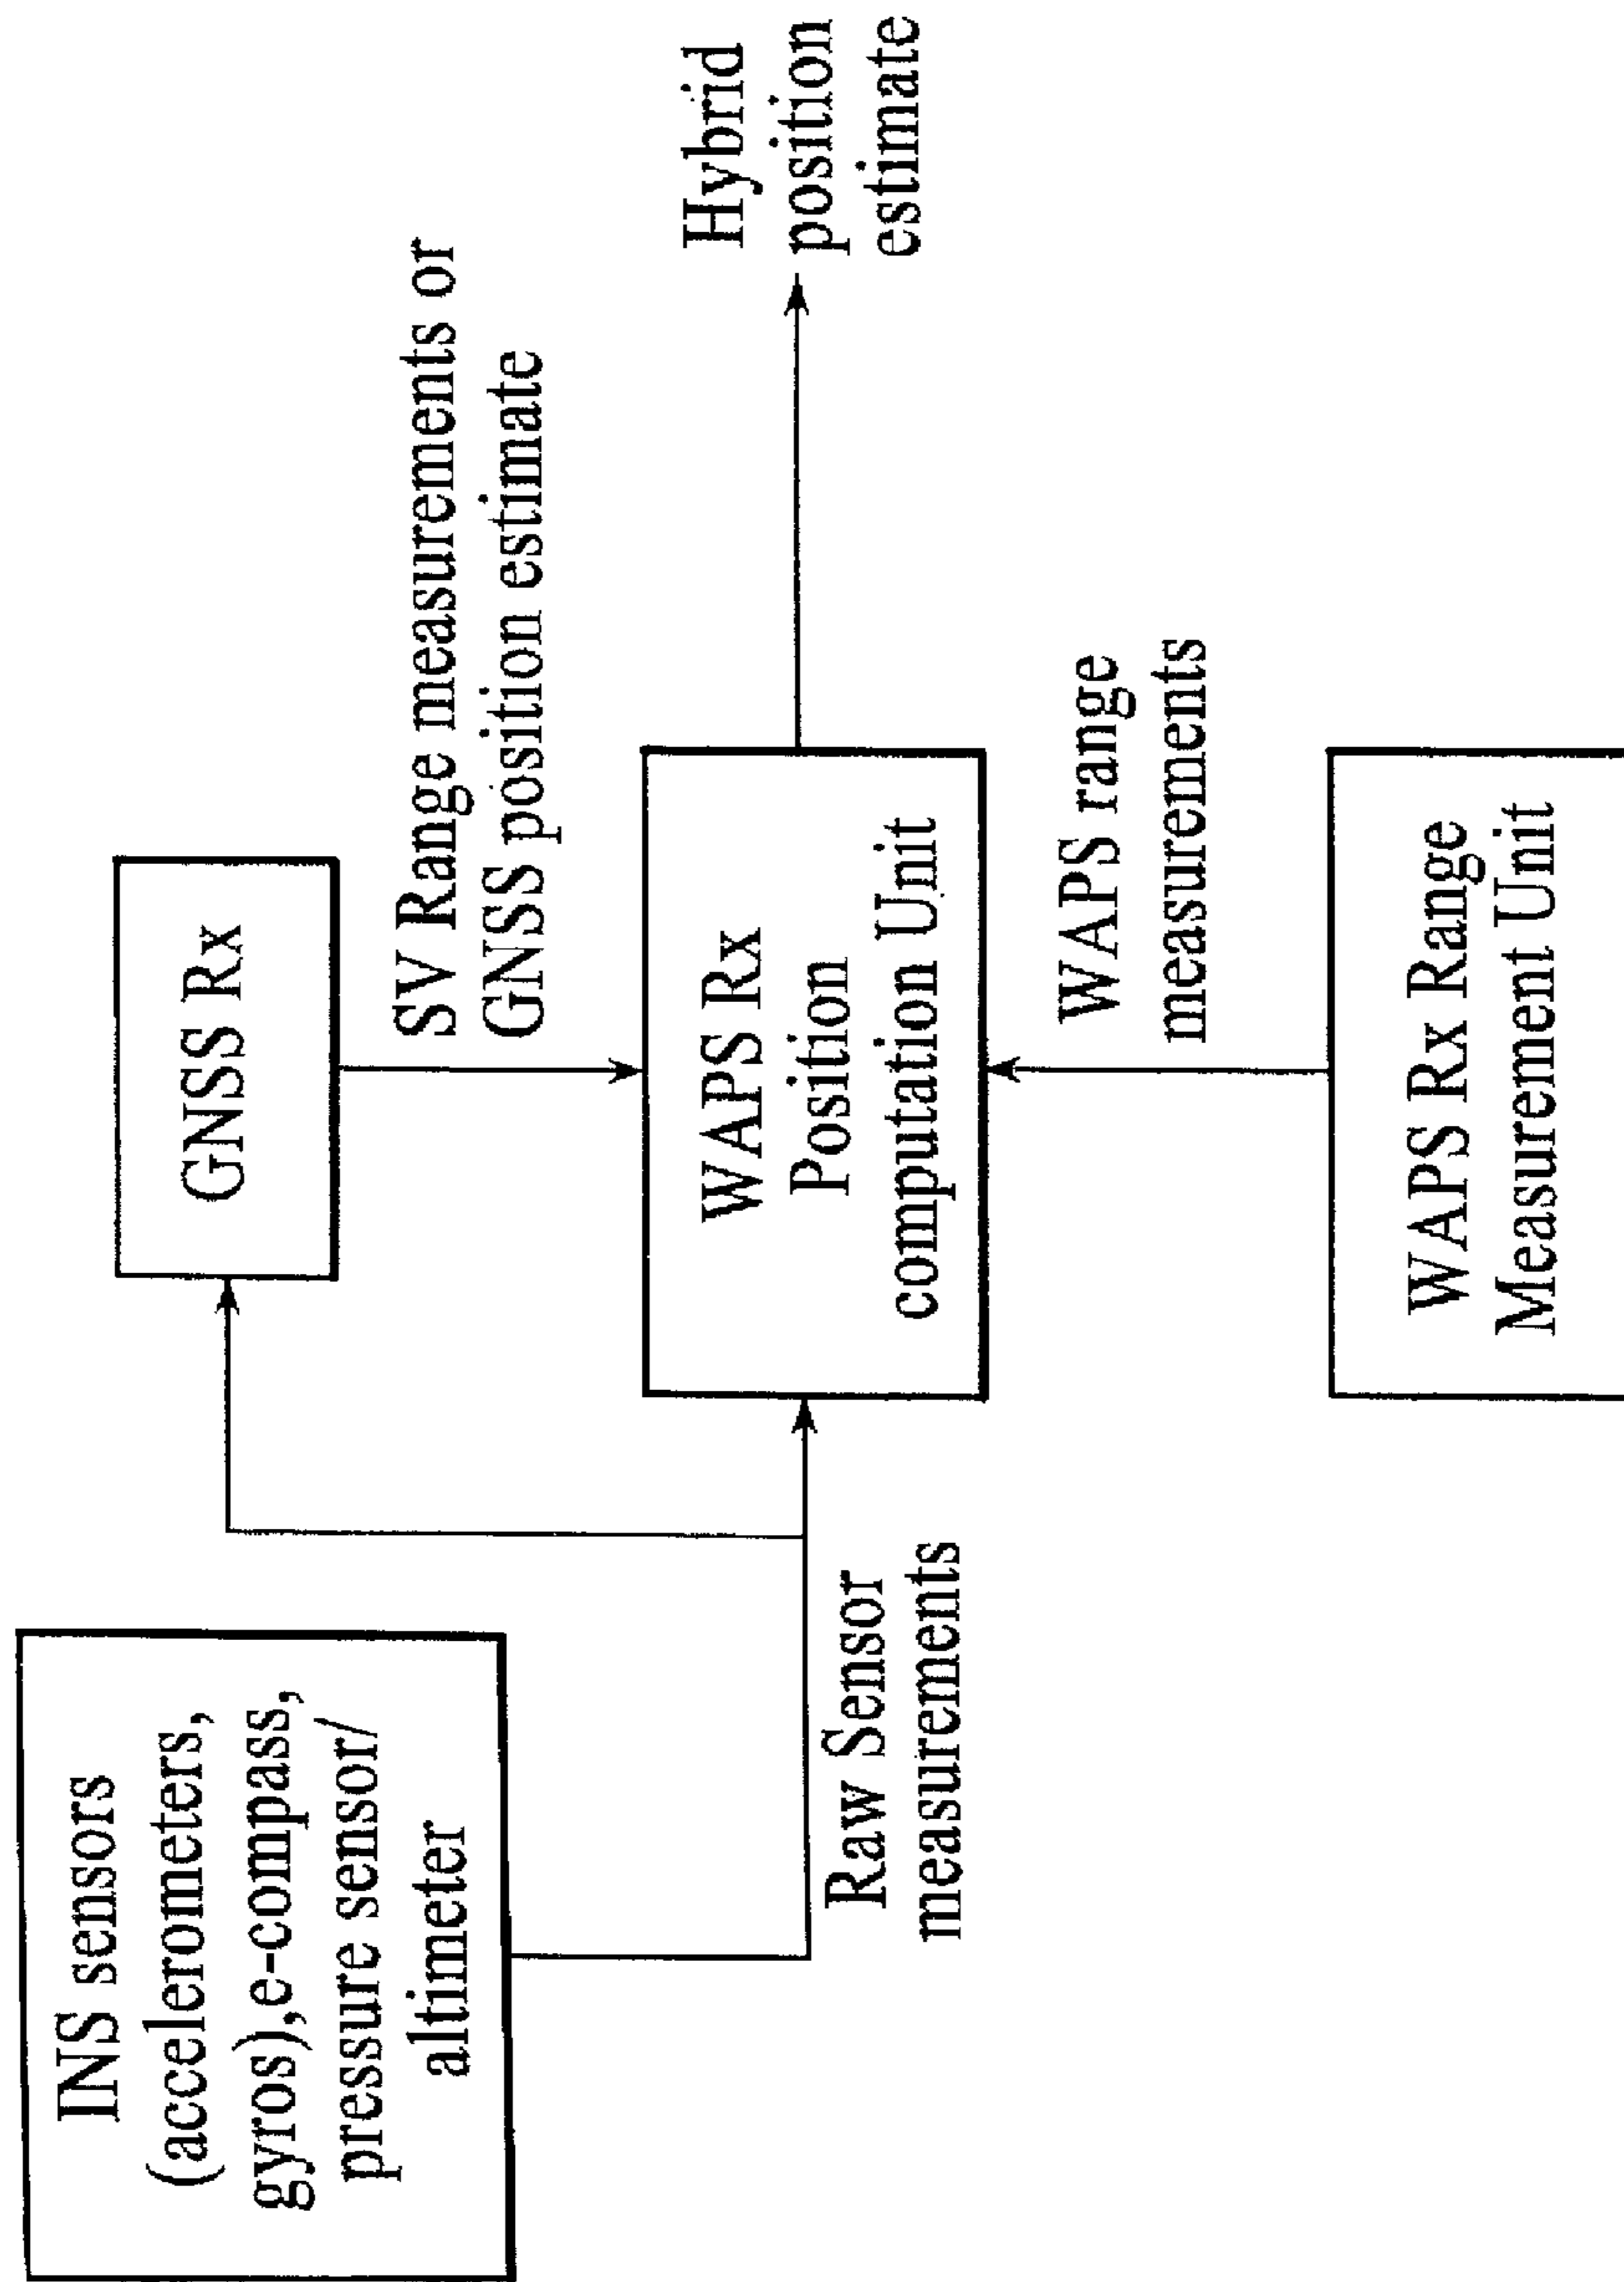 INS sensors
(accelerometers,
gyros),e-compass,
pressure sensor/
altimeter
Raw Sensor
measurements
GNSS Rx
SV Range measurements or
GNSS position estimate
WAPS Rx
Position
computation Unit
Hybrid
position
estimate
WAPS range
measurements
WAPS Rx Range
Measurement Unit